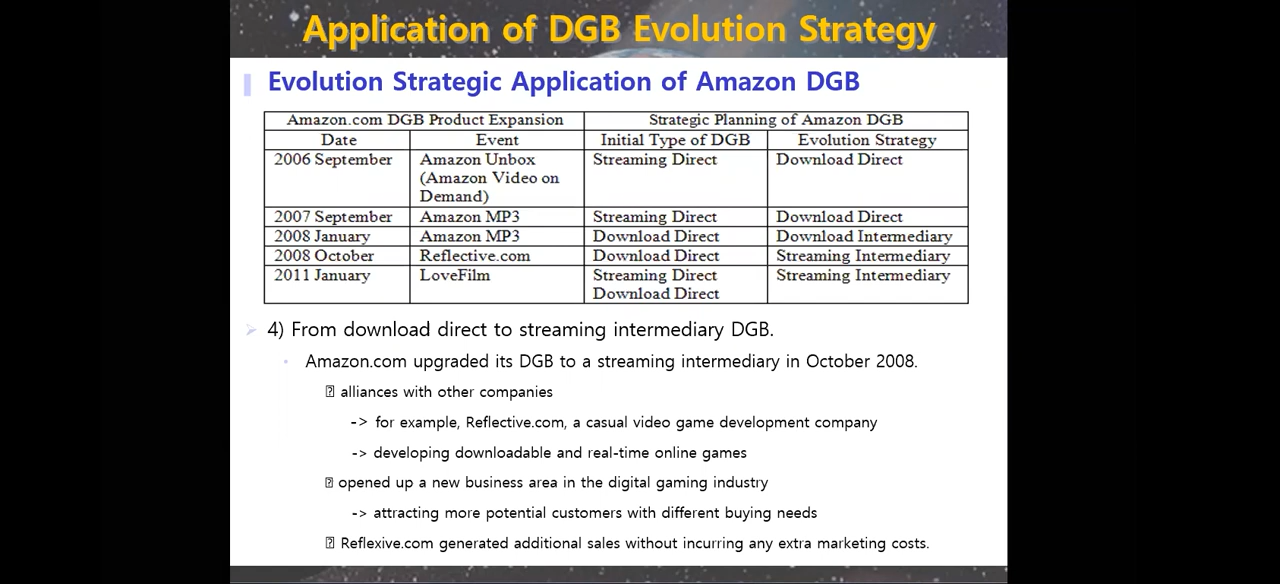 Application of DGB Evolution Strategy
Evolution Strategic Application of Amazon DGB
Amazon.com DGB Product Expansion Strategic Planning of Amazon DGB
Date Event Initial Type of DGB Evolution Strategy
2006 September Amazon Unbox Streaming Direct Download Direct
(Amazon Video on
Demand)
2007 September Amazon MP3 Streaming Direct Download Direct
2008 January Amazon MP3 Download Direct Download Intermediary
2008 October Reflective.com Download Direct Streaming Intermediary
2011 January LoveFilm Streaming Direct Streaming Intermediary
Download Direct
4) From download direct to streaming intermediary DGB.
Amazon.com upgraded its DGB to a streaming intermediary in October 2008.
alliances with other companies
-> for example, Reflective.com, a casual video game development company
-> developing downloadable and real-time online games
opened up a new business area in the digital gaming industry
-> attracting more potential customers with different buying needs
Reflexive.com generated additional sales without incurring any extra marketing costs.